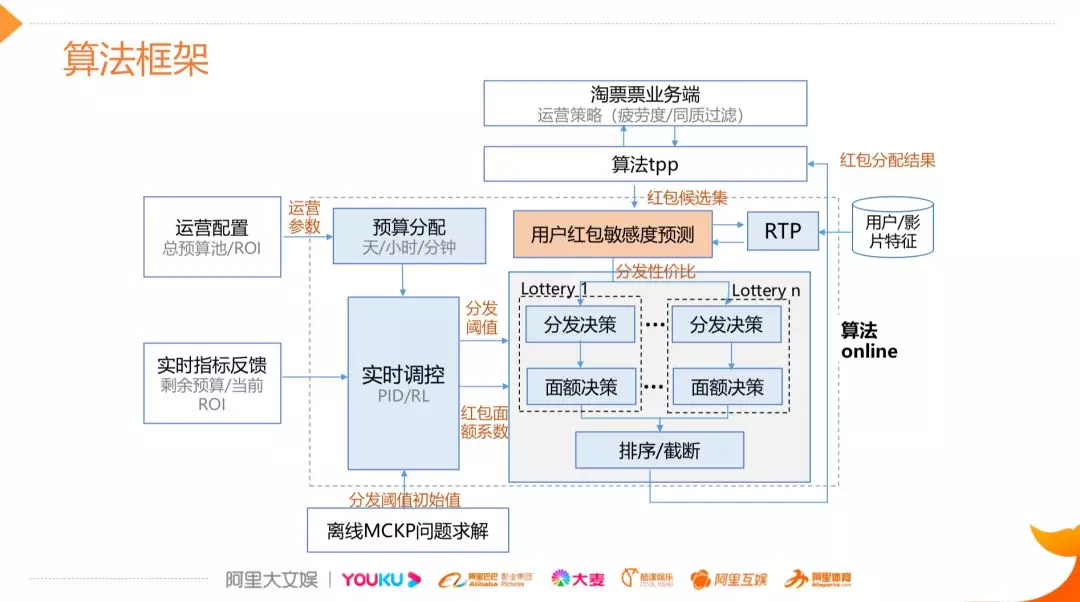 算法框架
淘票票业务端
运营策略（疲劳度/同质过滤）
算法tpp
红包分配结果
红包候选集
运营配置
总预算池/ROI
运营
参数
预算分配
天/小时/分钟
用户红包敏感度预测
RTP
用户/影
片特征
分发性价比
Lottery 1
Lottery n
分发
阈值
分发决策
...
分发决策
算法
online
实时指标反馈
剩余预算/当前
ROI
实时调控
PID/RL
面额决策
...
面额决策
红包面
额系数
排序/截断
分发阈值初始值
离线MCKP问题求解
阿里大文娱
YOUKU
阿里巴巴影业集团
Alibaba Pictures
大麦
酷漾娱乐
COOL YOUNG
阿里互娱
阿里体育
Alisports.com